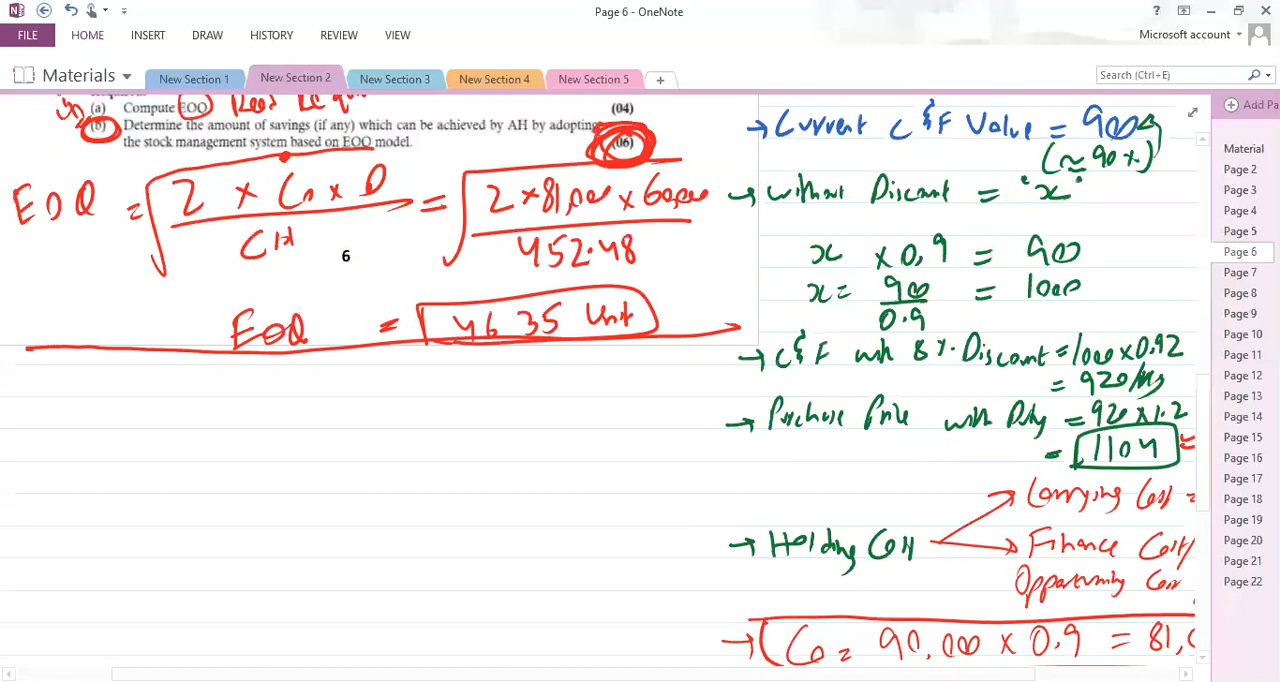 Page 6 - OneNote
FILE HOME INSERT DRAW HISTORY REVIEW VIEW
Microsoft account
Materials
New Section 1
New Section 2
New Section 3
New Section 4
New Section 5
Search (Ctrl+E)
Add Pa
(a) Compute EOQ (04)
(b) Determine the amount of savings (if any) which can be achieved by AH by adopting
the stock management system based on EOQ model. (06)
EOQ = √ 2 × Co × D / CH = √ 2 × 81,000 × 60,000 / 452.48
6
EOQ = 4635 Unit
→ Current C & F Value = 900
(≈ 90 %)
→ without Discount = "x"
x × 0.9 = 900
x = 900 / 0.9 = 1000
→ C & F with 8 %. Discount = 1000 × 0.92
= 920/kg
→ Purchase Price with Duty = 920 × 1.2
= 1104 =
→ Holding Cost → Carrying Cost =
→ Finance Cost/
Opportunity Cost
→ Co = 90,000 × 0.9 = 81,0
Material
Page 2
Page 3
Page 4
Page 5
Page 6
Page 7
Page 8
Page 9
Page 10
Page 11
Page 12
Page 13
Page 14
Page 15
Page 16
Page 17
Page 18
Page 19
Page 20
Page 21
Page 22